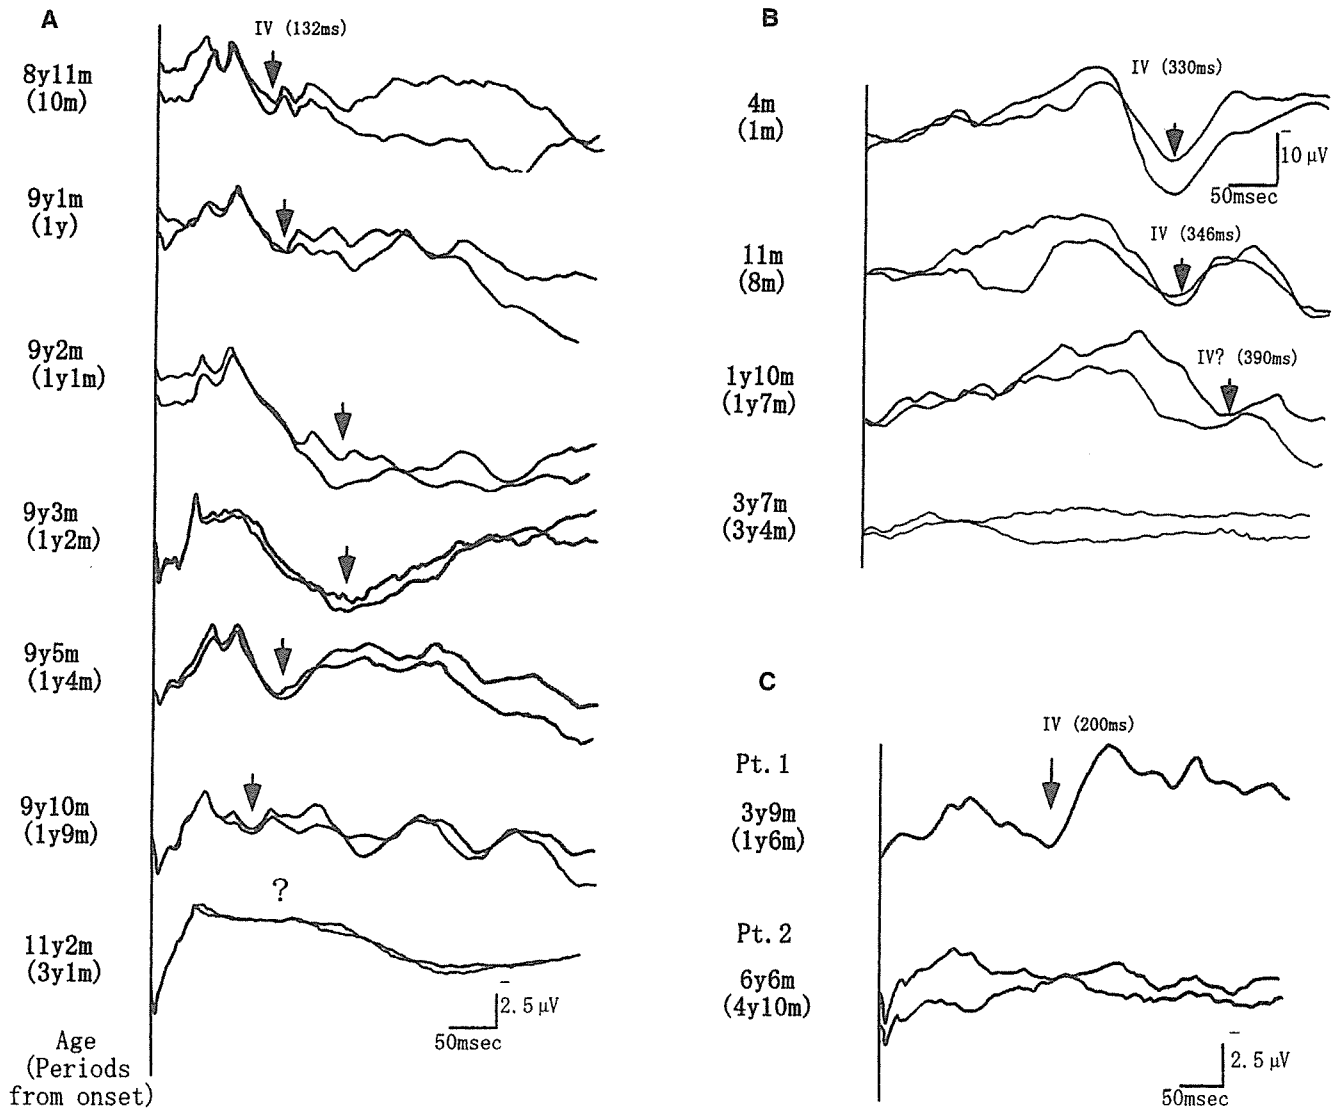 A
IV (132ms)
8y11m
(10m)
9y1m
(1y)
9y2m
(1y1m)
9y3m
(1y2m)
9y5m
(1y4m)
9y10m
(1y9m)
?
11y2m
(3y1m)
2.5 μV
50msec
Age
(Periods
from onset)
B
IV (330ms)
4m
(1m)
10 μV
50msec
IV (346ms)
11m
(8m)
IV? (390ms)
1y10m
(1y7m)
3y7m
(3y4m)
C
IV (200ms)
Pt. 1
3y9m
(1y6m)
Pt. 2
6y6m
(4y10m)
2.5 μV
50msec